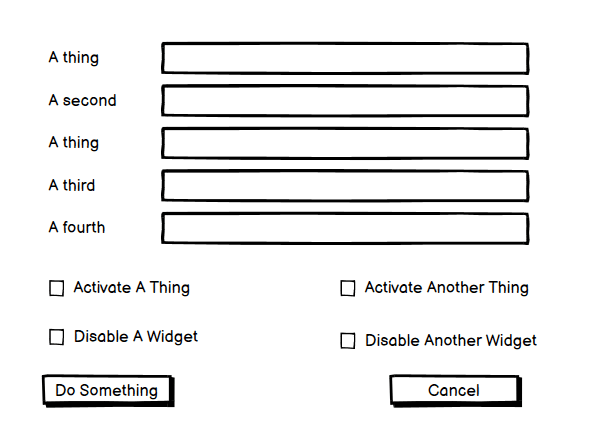 A thing
A second
A thing
A third
A fourth
Activate A Thing
Activate Another Thing
Disable A Widget
Disable Another Widget
Do Something
Cancel